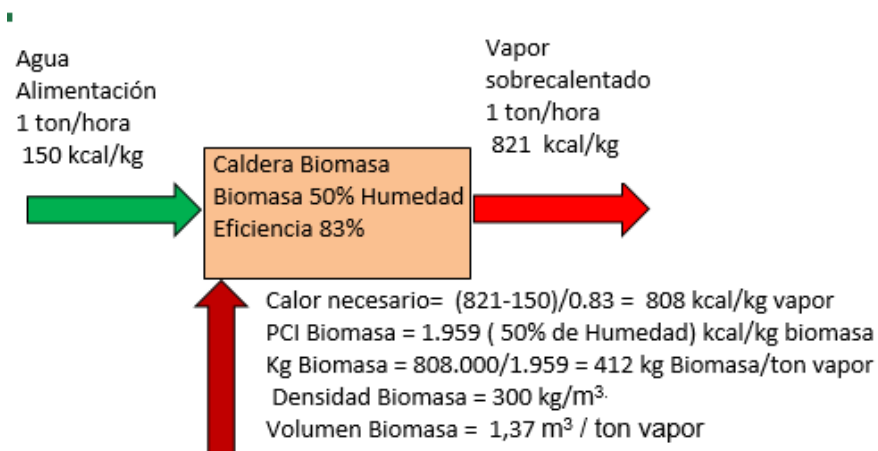 Agua
Alimentación
1 ton/hora
150 kcal/kg
Vapor
sobrecalentado
1 ton/hora
821 kcal/kg
Caldera Biomasa
Biomasa 50% Humedad
Eficiencia 83%
Calor necesario= (821-150)/0.83 = 808 kcal/kg vapor
PCI Biomasa = 1.959 ( 50% de Humedad) kcal/kg biomasa
Kg Biomasa = 808.000/1.959 = 412 kg Biomasa/ton vapor
Densidad Biomasa = 300 kg/m³.
Volumen Biomasa = 1,37 m³ / ton vapor